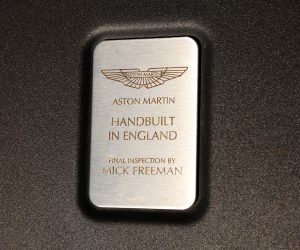 ASTON MARTIN
ASTON MARTIN
HANDBUILT
IN ENGLAND
FINAL INSPECTION BY
MICK FREEMAN